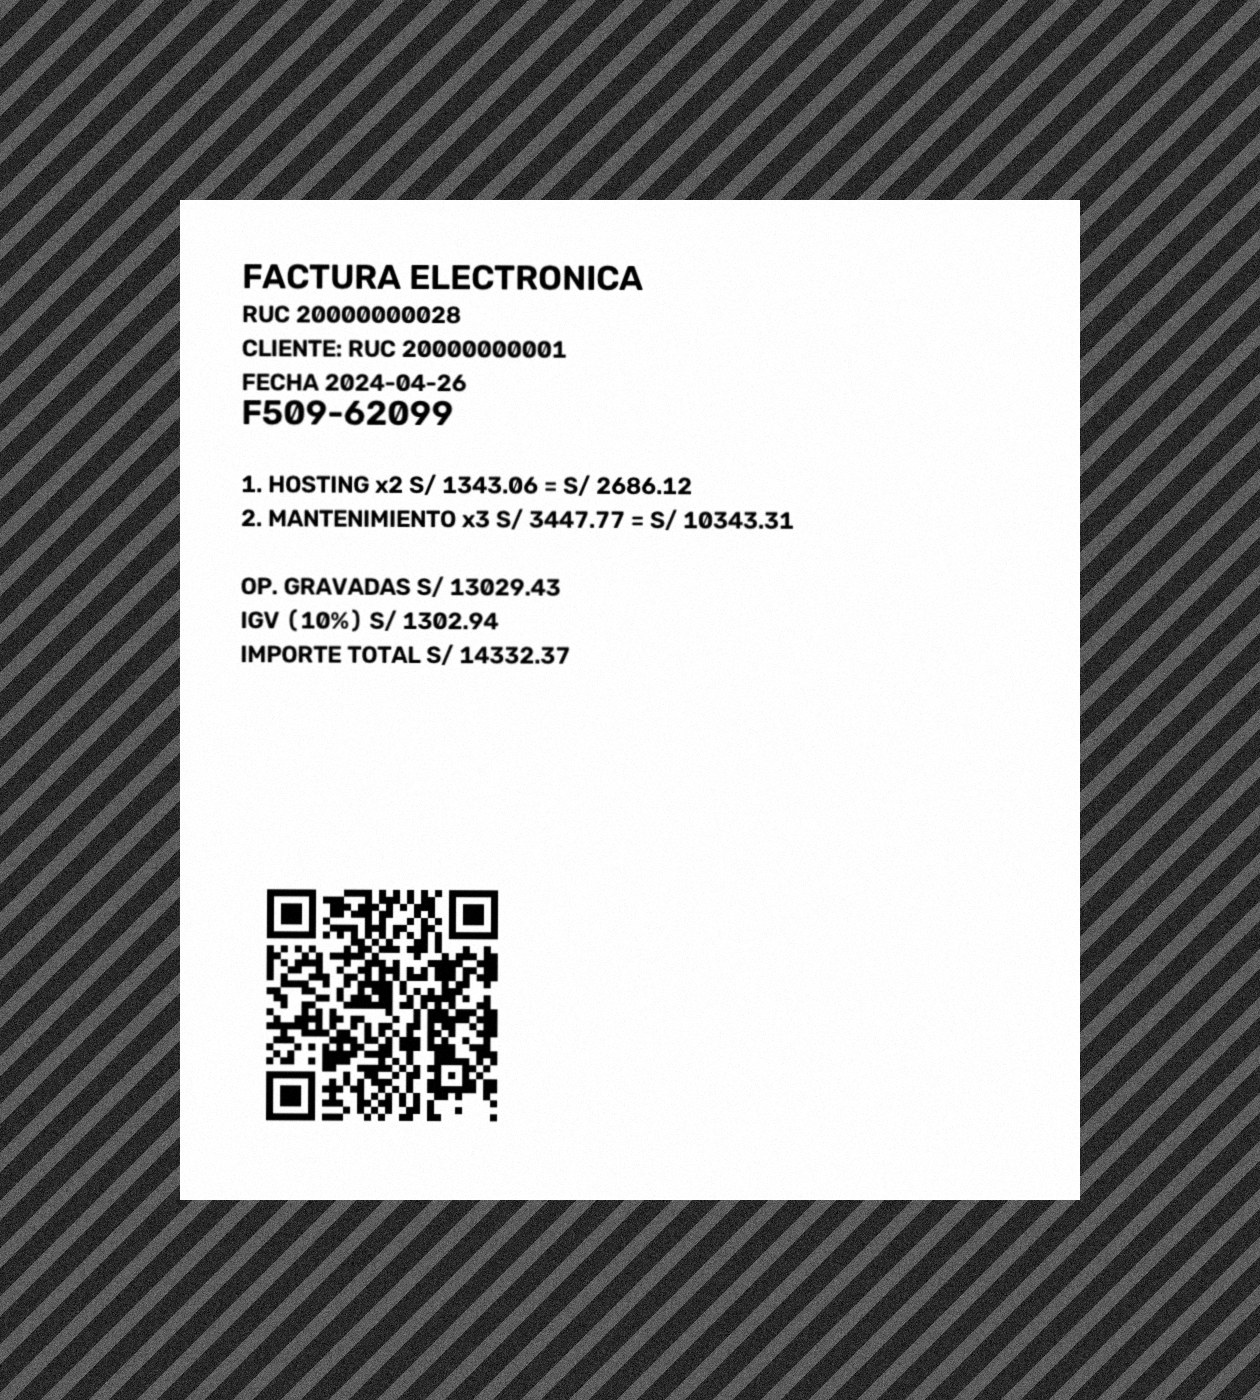 FACTURA ELECTRONICA
RUC 20000000028
CLIENTE: RUC 20000000001
FECHA 2024-04-26
F509-62099
1. HOSTING x2 S/ 1343.06 = S/ 2686.12
2. MANTENIMIENTO x3 S/ 3447.77 = S/ 10343.31
OP. GRAVADAS S/ 13029.43
IGV (10%) S/ 1302.94
IMPORTE TOTAL S/ 14332.37